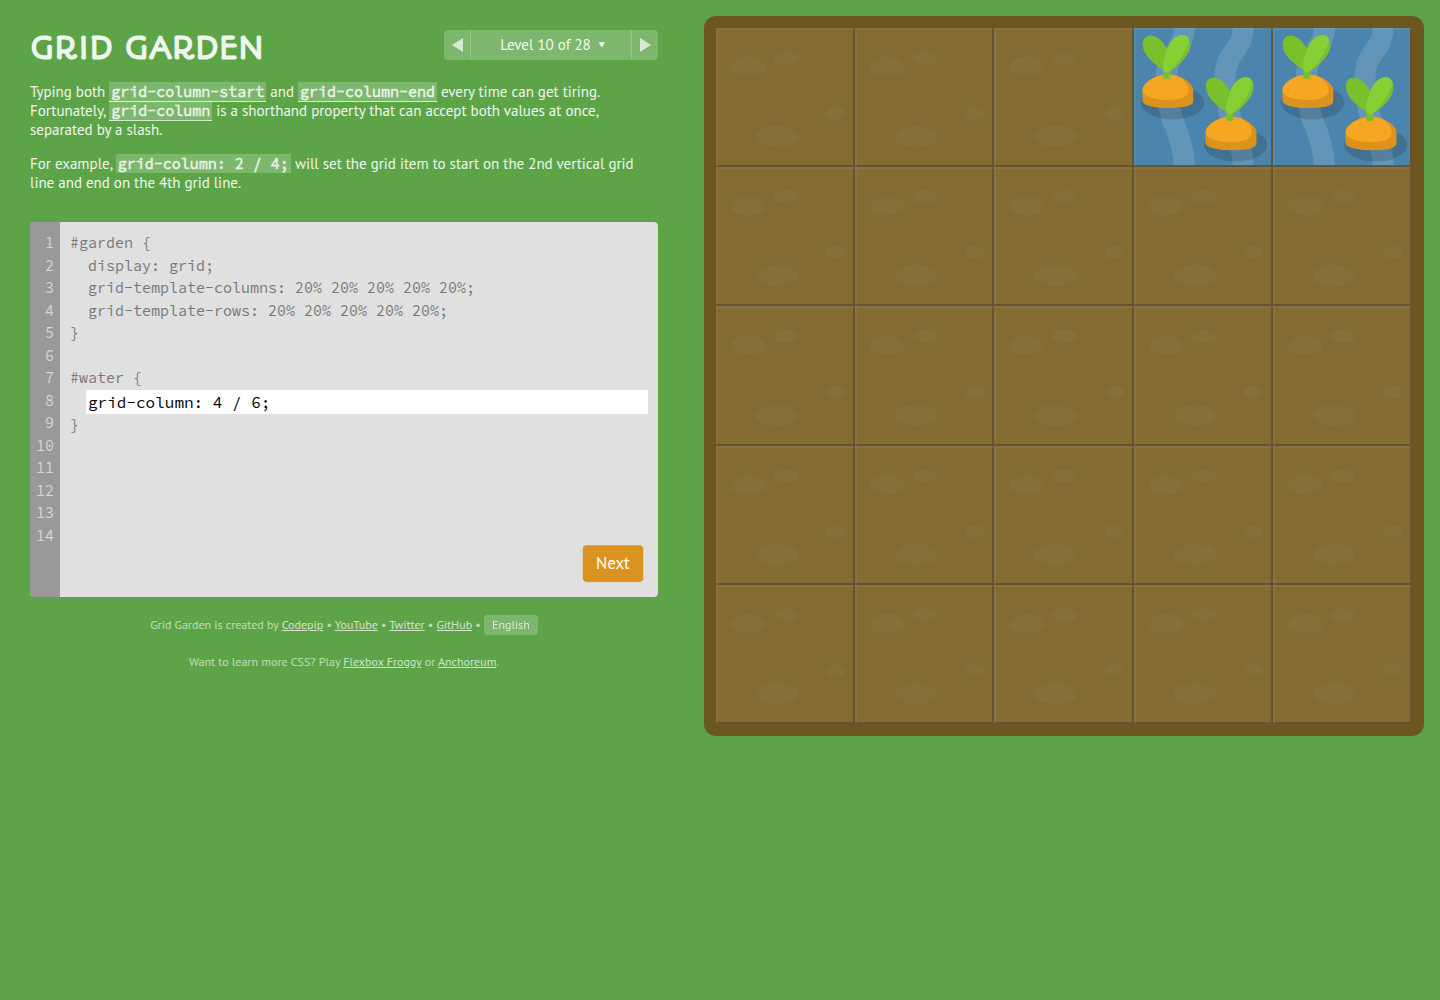 GRID GARDEN
Level 10 of 28
Typing both grid-column-start and grid-column-end every time can get tiring.
Fortunately, grid-column is a shorthand property that can accept both values at once,
separated by a slash.
For example, grid-column: 2 / 4; will set the grid item to start on the 2nd vertical grid
line and end on the 4th grid line.
1 #garden {
2 display: grid;
3 grid-template-columns: 20% 20% 20% 20% 20%;
4 grid-template-rows: 20% 20% 20% 20% 20%;
5 }
6
7 #water {
8 grid-column: 4 / 6;
9 }
10
11
12
13
14
Next
Grid Garden is created by Codepip • YouTube • Twitter • GitHub • English
Want to learn more CSS? Play Flexbox Froggy or Anchoreum.